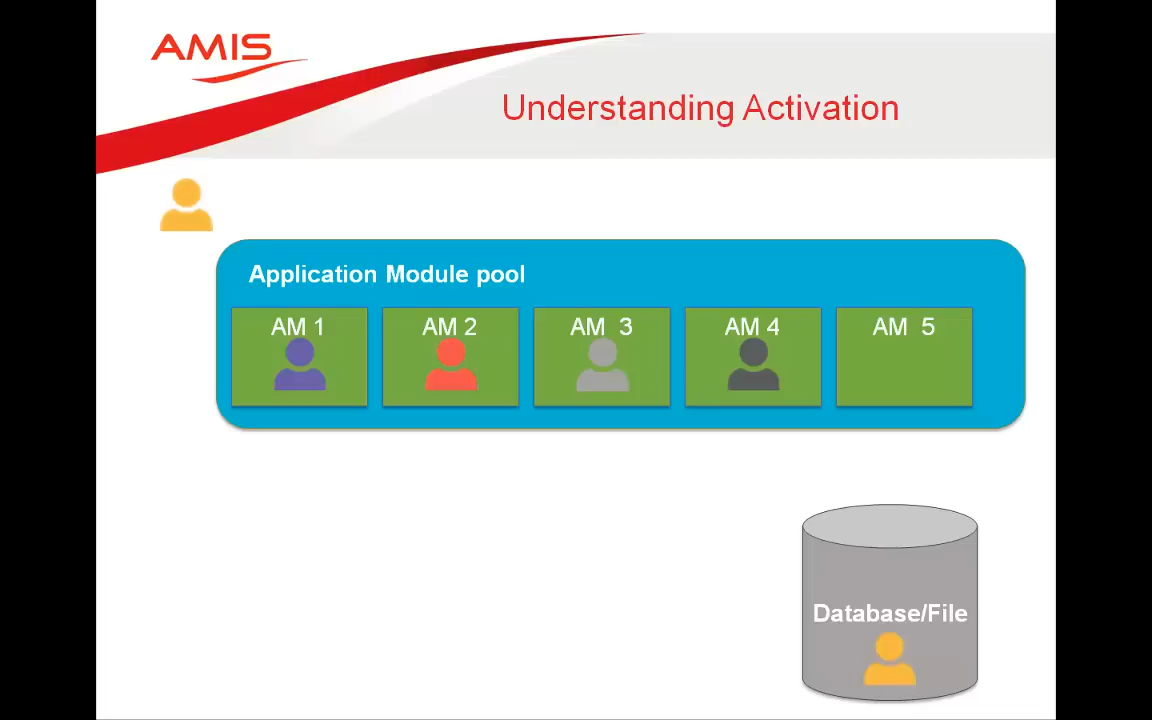 AMIS
Understanding Activation
Application Module pool
AM 1
AM 2
AM 3
AM 4
AM 5
Database/File